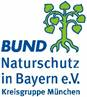 BUND
Naturschutz
in Bayern e.V.
Kreisgruppe München